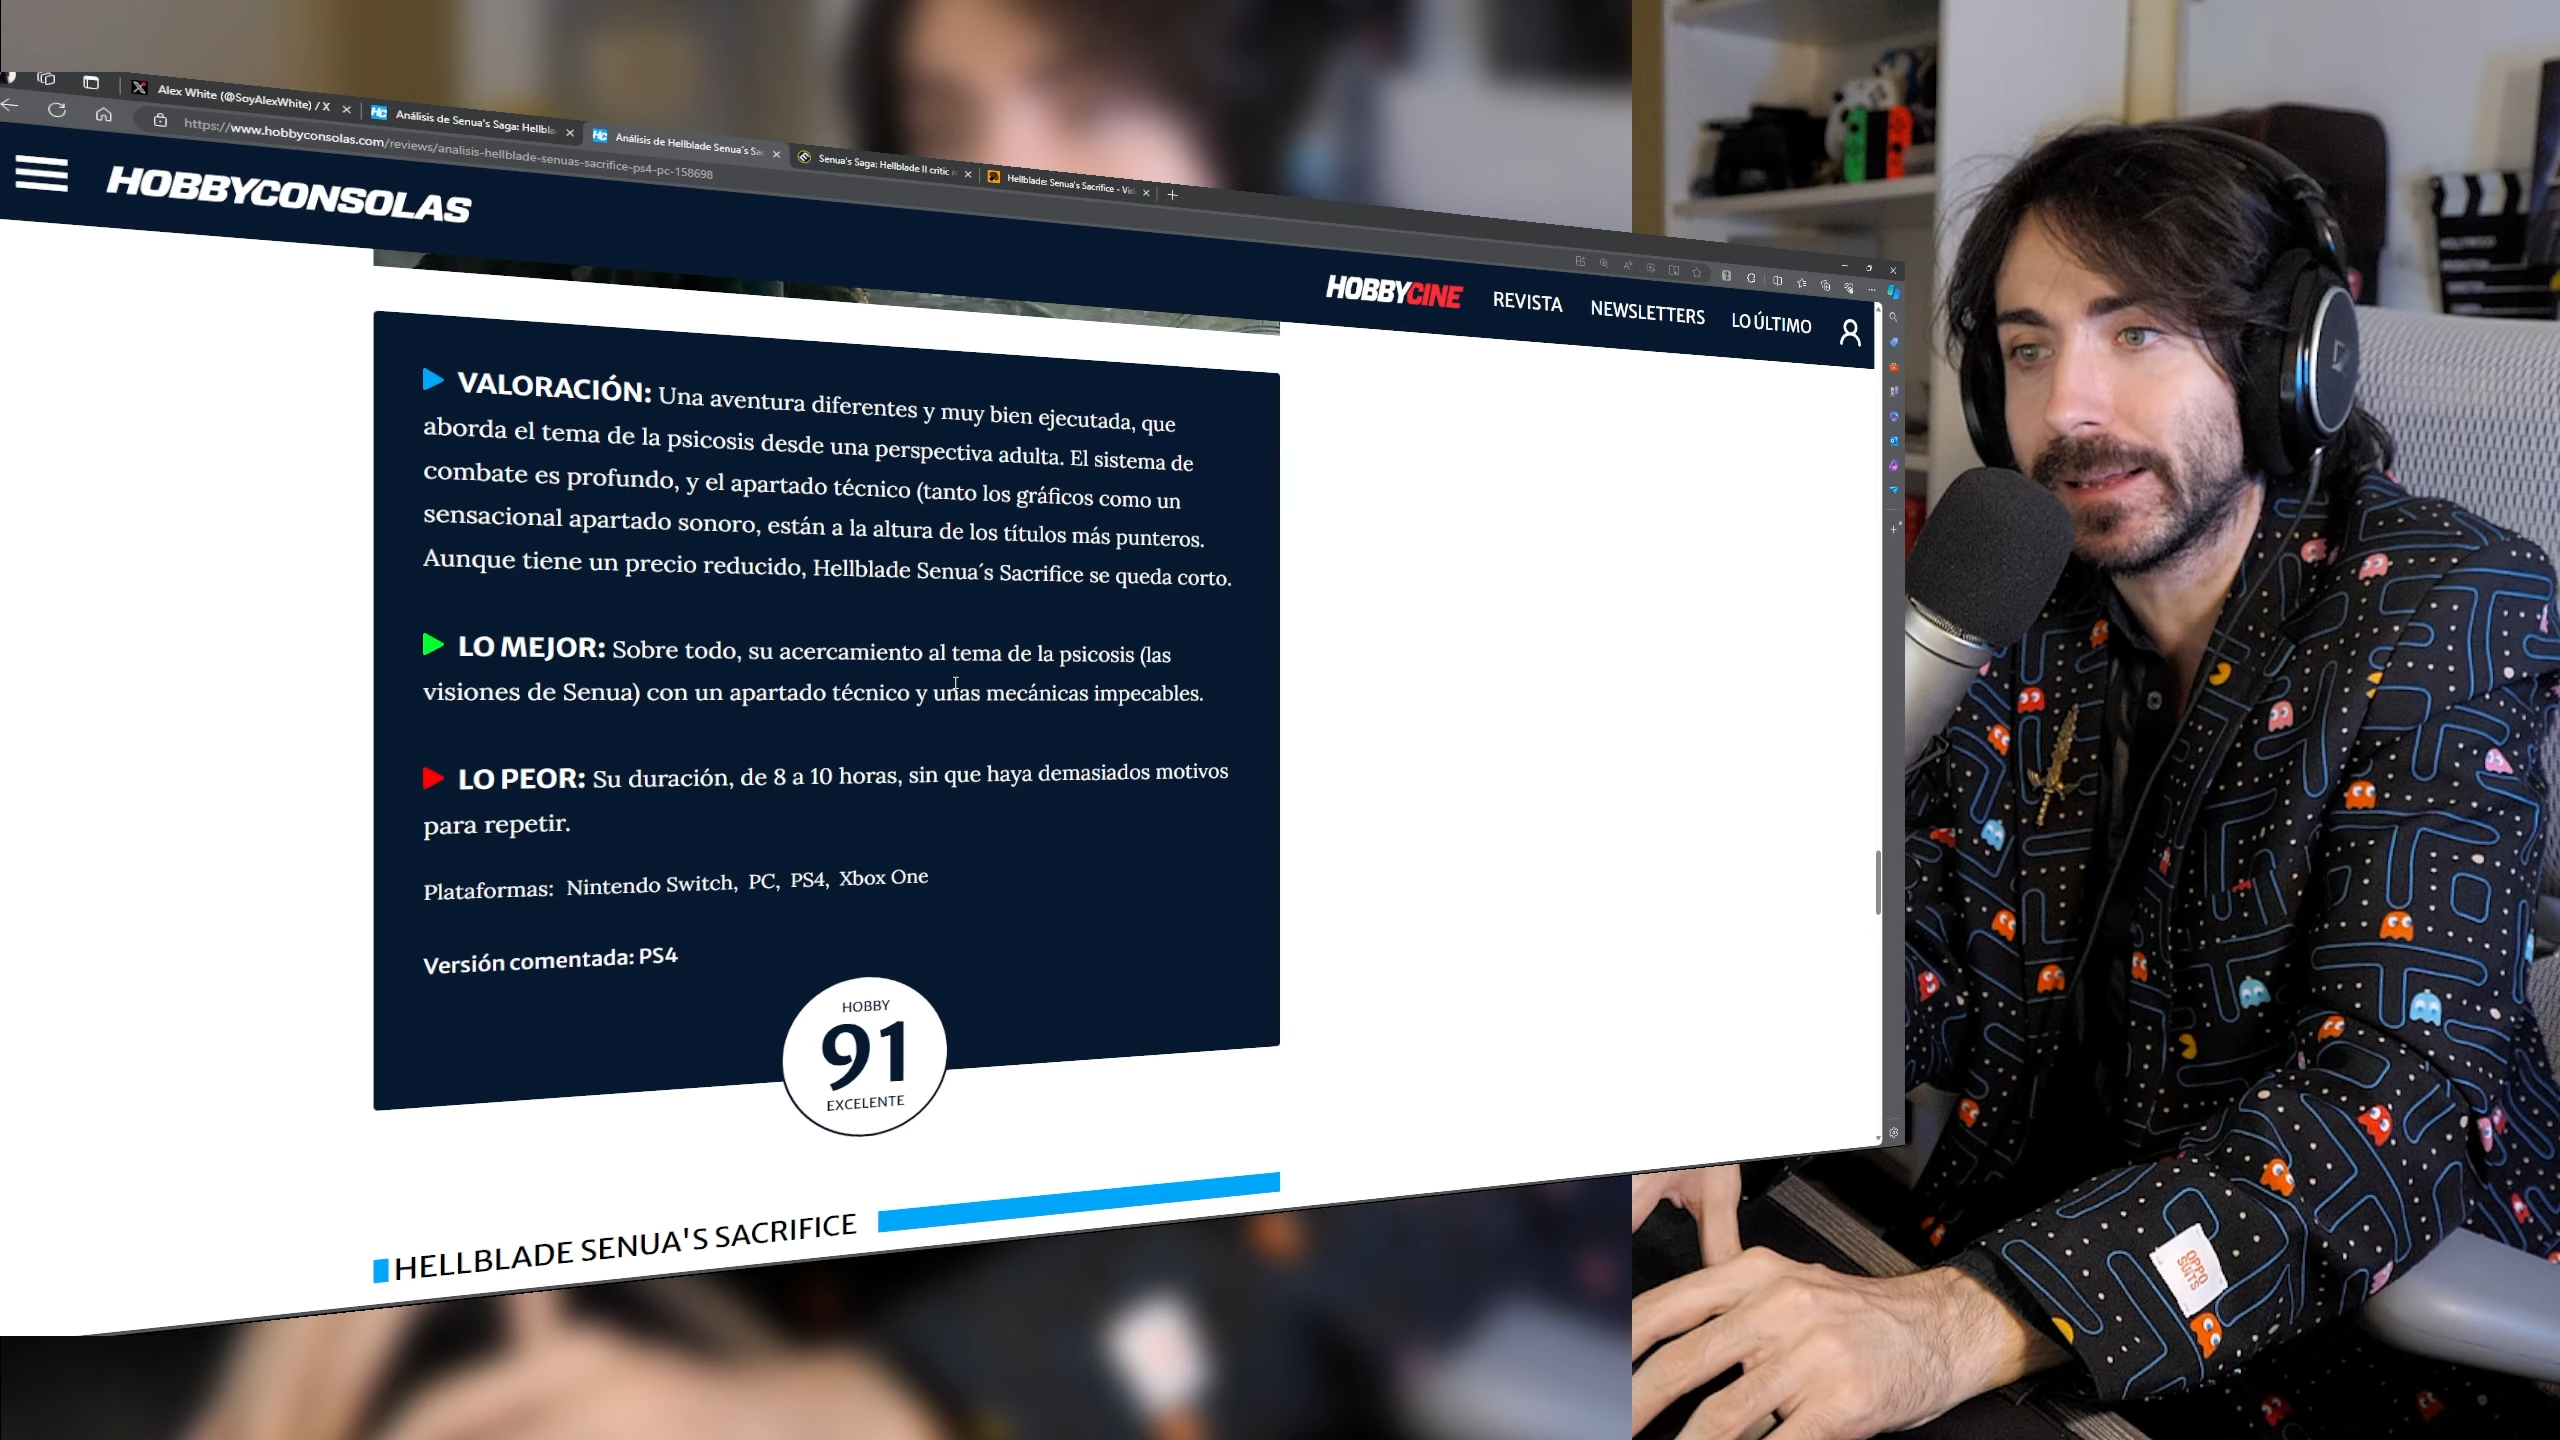 Alex White (@SoyAlexWhite) / X
Análisis de Senua's Saga: Hellbla
Análisis de Hellblade Senua's Sa
Senua's Saga: Hellblade II critic
Hellblade: Senua's Sacrifice - Vi
https://www.hobbyconsolas.com/reviews/analisis-hellblade-senuas-sacrifice-ps4-pc-158698
HOBBYCONSOLAS
HOBBYCINE REVISTA NEWSLETTERS LO ÚLTIMO
VALORACIÓN: Una aventura diferentes y muy bien ejecutada, que
aborda el tema de la psicosis desde una perspectiva adulta. El sistema de
combate es profundo, y el apartado técnico (tanto los gráficos como un
sensacional apartado sonoro, están a la altura de los títulos más punteros.
Aunque tiene un precio reducido, Hellblade Senua´s Sacrifice se queda corto.
LO MEJOR: Sobre todo, su acercamiento al tema de la psicosis (las
visiones de Senua) con un apartado técnico y unas mecánicas impecables.
LO PEOR: Su duración, de 8 a 10 horas, sin que haya demasiados motivos
para repetir.
Plataformas: Nintendo Switch, PC, PS4, Xbox One
Versión comentada: PS4
HOBBY
91
EXCELENTE
HELLBLADE SENUA'S SACRIFICE
OPPO
SUITS